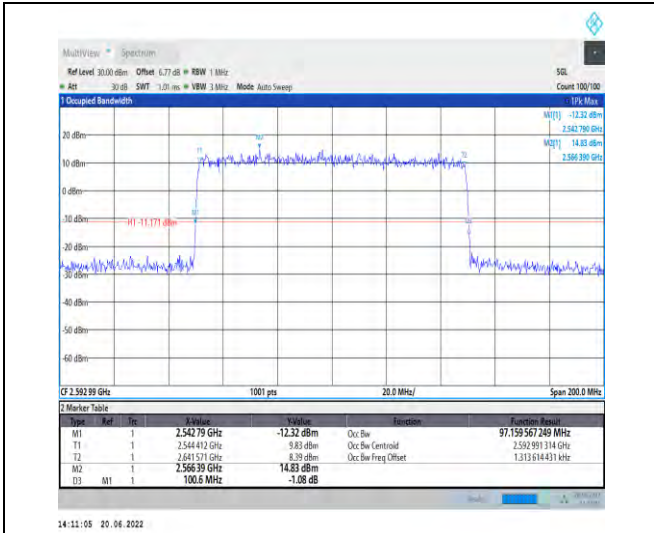 MultiView Spectrum
Ref Level 30.00 dBm Offset 6.77 dB RBW 1 MHz SGL
Att 30 dB SWT 1.01 ms VBW 3 MHz Mode Auto Sweep Count 100/100
1 Occupied Bandwidth 1Pk Max
M1[1] -12.32 dBm
2.542 790 GHz
M2[1] 14.83 dBm
2.566 390 GHz
20 dBm
M2
T1 T2
10 dBm
0 dBm
-10 dBm
H1 -11.171 dBm
-20 dBm
-30 dBm
-40 dBm
-50 dBm
-60 dBm
CF 2.592 99 GHz 1001 pts 20.0 MHz/ Span 200.0 MHz
2 Marker Table
Type Ref Trc X-Value Y-Value Function Function Result
M1 1 2.542 79 GHz -12.32 dBm Occ Bw 97.159 567 249 MHz
T1 1 2.544 412 GHz 9.83 dBm Occ Bw Centroid 2.592 991 314 GHz
T2 1 2.641 571 GHz 8.39 dBm Occ Bw Freq Offset 1.313 614 431 kHz
M2 1 2.566 39 GHz 14.83 dBm
D3 M1 1 100.6 MHz -1.08 dB
14:11:05 20.06.2022